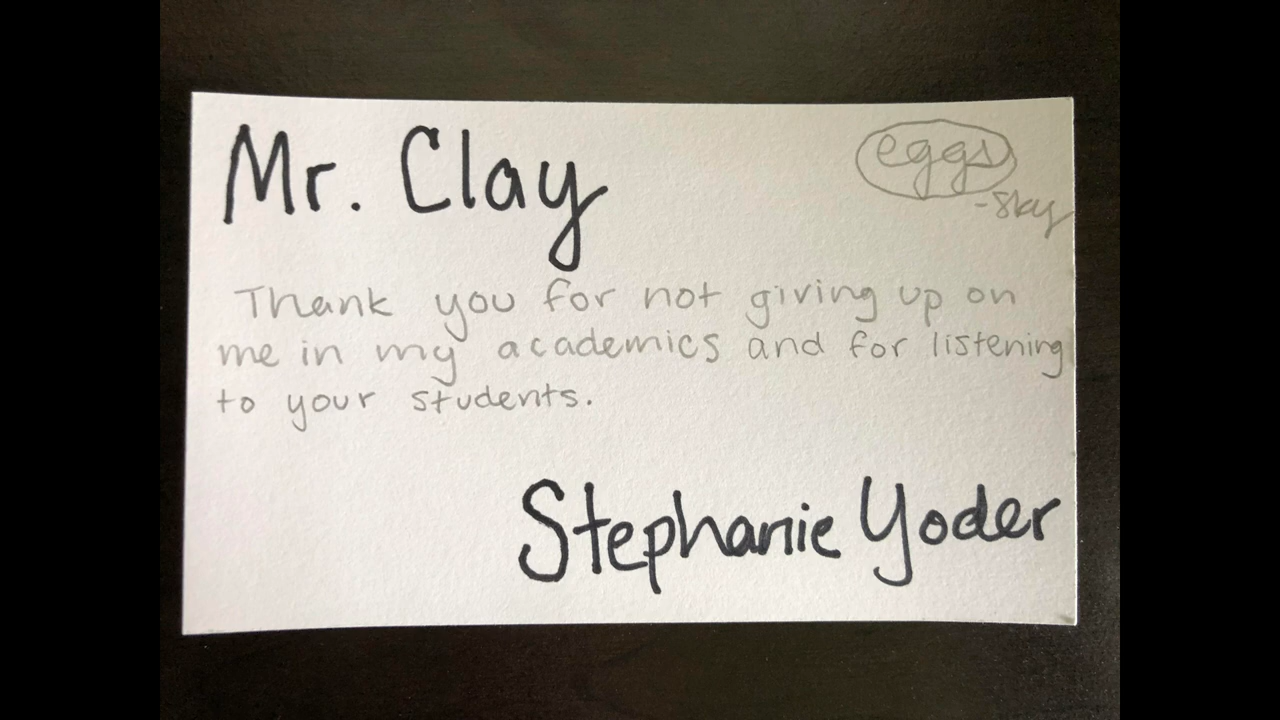 Mr. Clay
eggs
-Sky
Thank you for not giving up on
me in my academics and for listening
to your students.
Stephanie Yoder